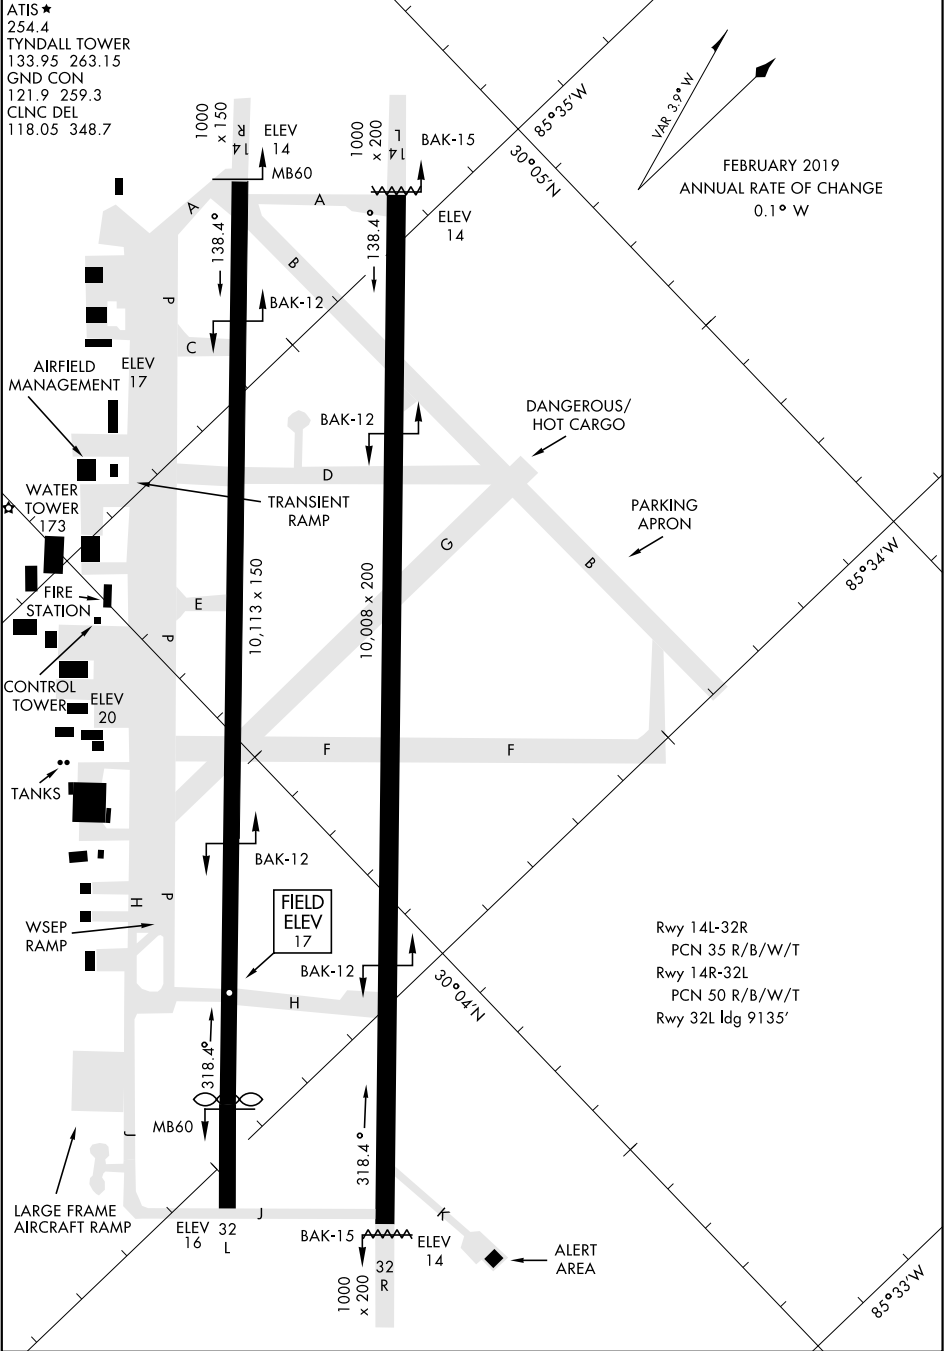 ATIS ★
254.4
TYNDALL TOWER
133.95 263.15
GND CON
121.9 259.3
CLNC DEL
118.05 348.7
1000
x 150
14
R
ELEV
14
MB60
1000
x 200
14
L
BAK-15
ELEV
14
85°35'W
30°05'N
VAR 3.9° W
FEBRUARY 2019
ANNUAL RATE OF CHANGE
0.1° W
A
A
138.4°
138.4°
B
P
BAK-12
C
AIRFIELD
MANAGEMENT
ELEV
17
BAK-12
DANGEROUS/
HOT CARGO
D
WATER
TOWER
173
TRANSIENT
RAMP
PARKING
APRON
G
B
85°34'W
FIRE
STATION
E
10,113 x 150
10,008 x 200
P
CONTROL
TOWER
ELEV
20
F
F
TANKS
BAK-12
H
P
FIELD
ELEV
17
WSEP
RAMP
BAK-12
30°04'N
H
Rwy 14L-32R
PCN 35 R/B/W/T
Rwy 14R-32L
PCN 50 R/B/W/T
Rwy 32L ldg 9135'
318.4°
MB60
J
318.4°
LARGE FRAME
AIRCRAFT RAMP
ELEV
16
32
L
J
K
BAK-15
ELEV
14
32
R
1000
x 200
ALERT
AREA
85°33'W